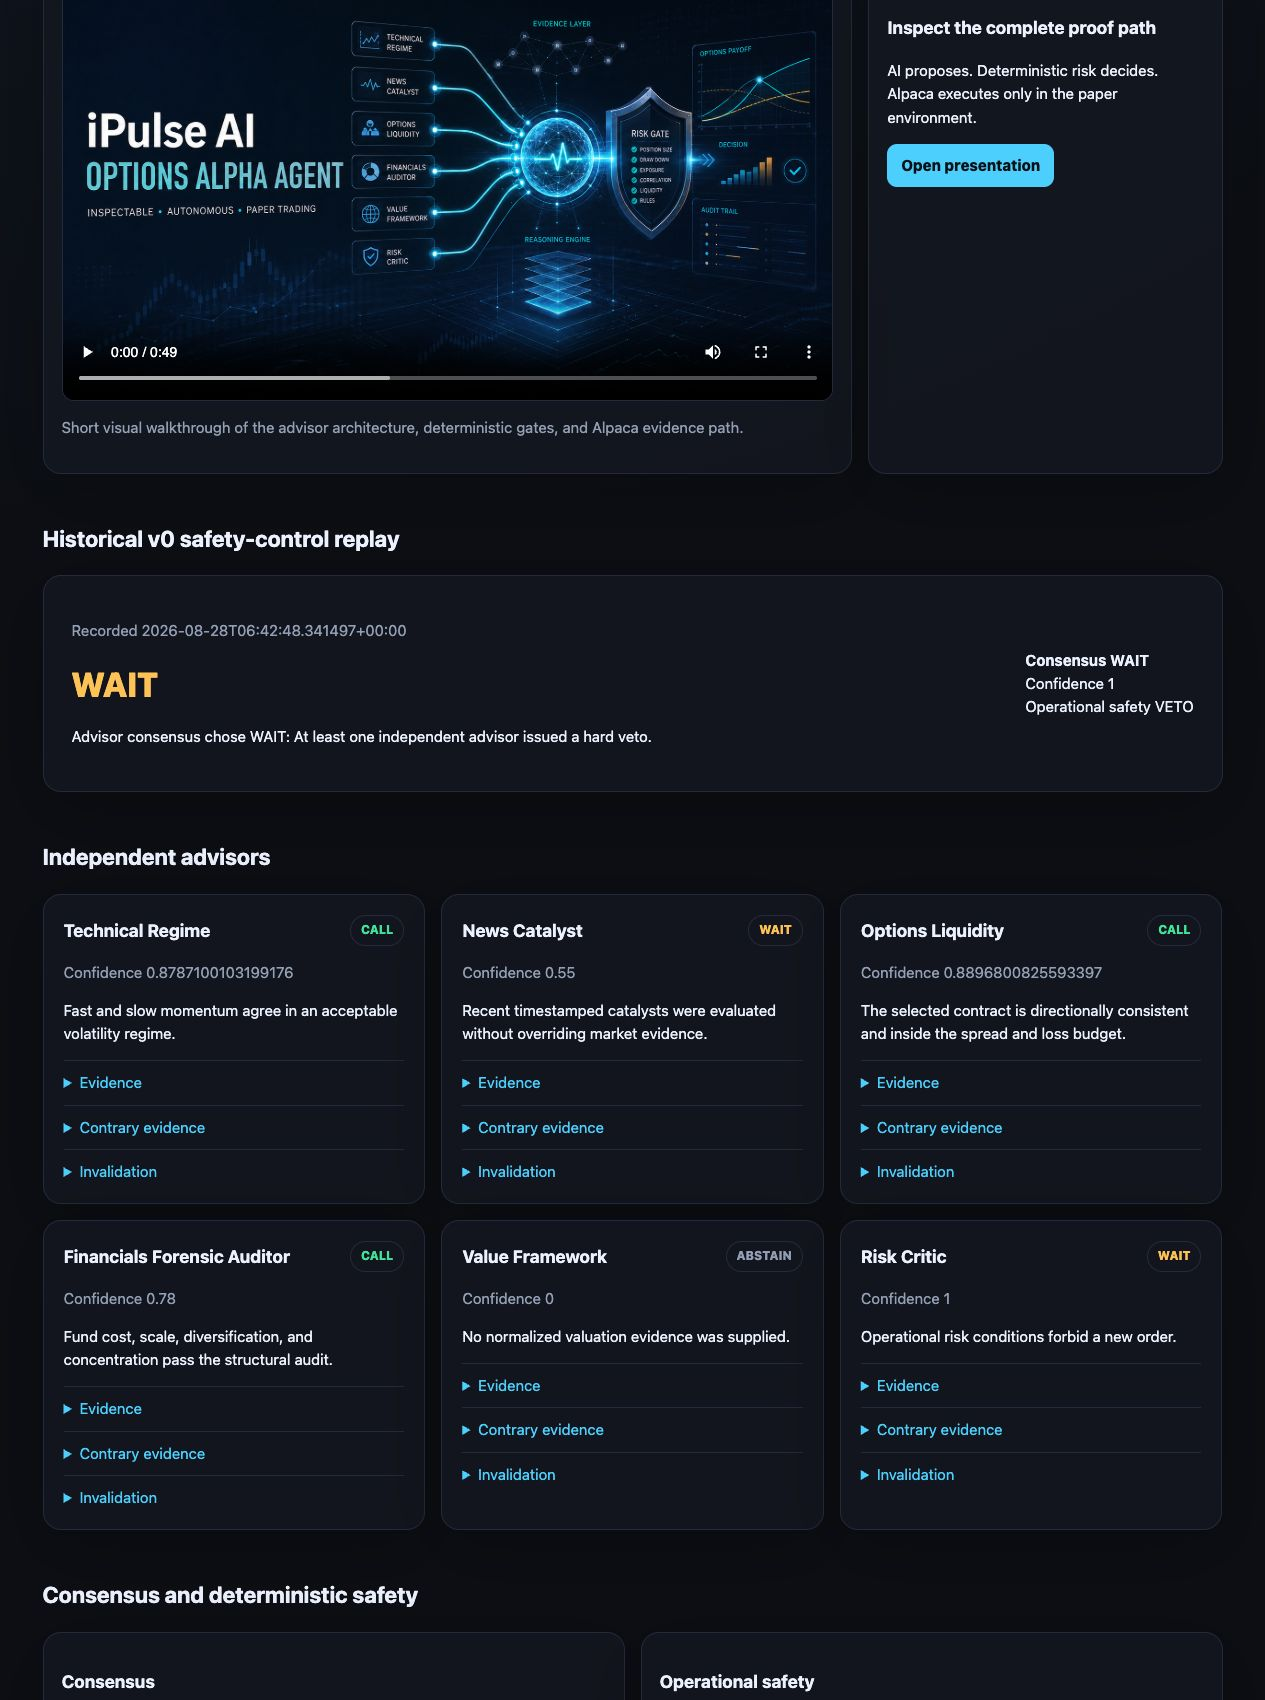 EVIDENCE LAYER
TECHNICAL
REGIME
NEWS
CATALYST
OPTIONS
LIQUIDITY
FINANCIALS
AUDITOR
VALUE
FRAMEWORK
RISK
CRITIC
iPulse AI
OPTIONS ALPHA AGENT
INSPECTABLE • AUTONOMOUS • PAPER TRADING
RISK GATE
POSITION SIZE
DRAW DOWN
EXPOSURE
CORRELATION
LIQUIDITY
RULES
REASONING ENGINE
OPTIONS PAYOFF
DECISION
AUDIT TRAIL
0:00 / 0:49
Short visual walkthrough of the advisor architecture, deterministic gates, and Alpaca evidence path.
Inspect the complete proof path
AI proposes. Deterministic risk decides.
Alpaca executes only in the paper
environment.
Open presentation
Historical v0 safety-control replay
Recorded 2026-08-28T06:42:48.341497+00:00
WAIT
Advisor consensus chose WAIT: At least one independent advisor issued a hard veto.
Consensus WAIT
Confidence 1
Operational safety VETO
Independent advisors
Technical Regime
CALL
Confidence 0.8787100103199176
Fast and slow momentum agree in an acceptable
volatility regime.
Evidence
Contrary evidence
Invalidation
News Catalyst
WAIT
Confidence 0.55
Recent timestamped catalysts were evaluated
without overriding market evidence.
Evidence
Contrary evidence
Invalidation
Options Liquidity
CALL
Confidence 0.8896800825593397
The selected contract is directionally consistent
and inside the spread and loss budget.
Evidence
Contrary evidence
Invalidation
Financials Forensic Auditor
CALL
Confidence 0.78
Fund cost, scale, diversification, and
concentration pass the structural audit.
Evidence
Contrary evidence
Invalidation
Value Framework
ABSTAIN
Confidence 0
No normalized valuation evidence was supplied.
Evidence
Contrary evidence
Invalidation
Risk Critic
WAIT
Confidence 1
Operational risk conditions forbid a new order.
Evidence
Contrary evidence
Invalidation
Consensus and deterministic safety
Consensus
Operational safety